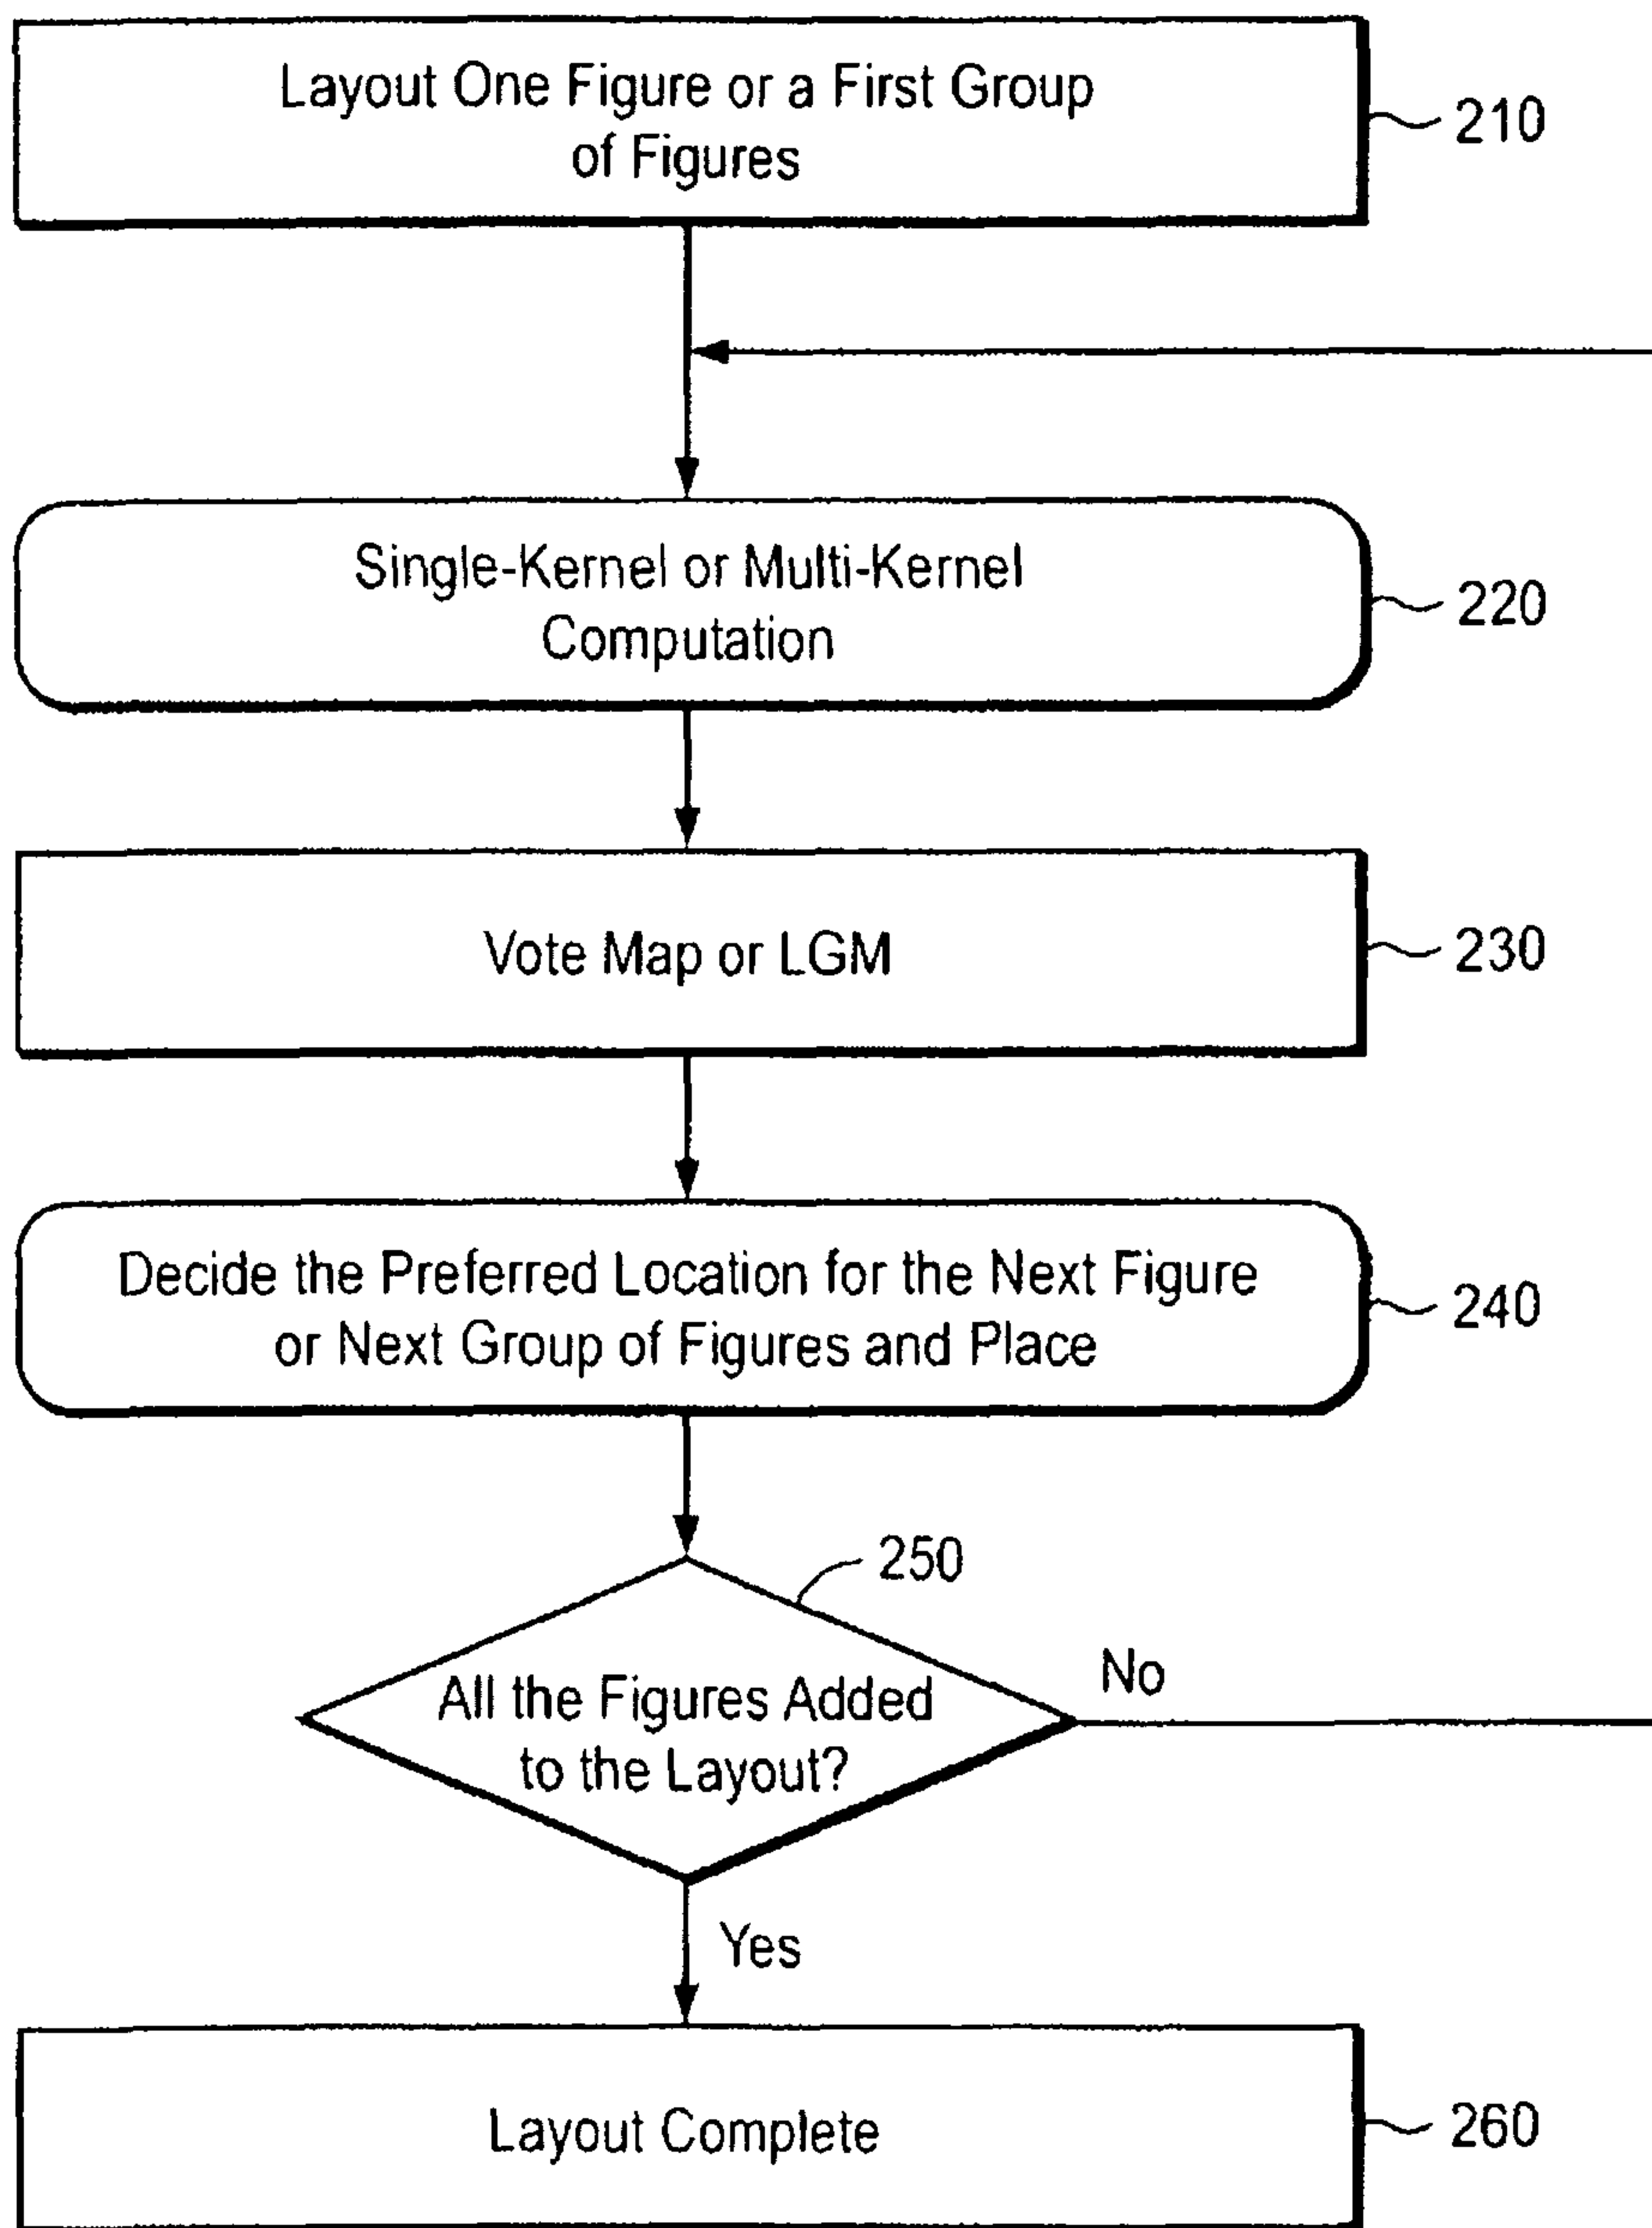 Layout One Figure or a First Group
of Figures
210
Single-Kernel or Multi-Kernel
Computation
220
Vote Map or LGM
230
Decide the Preferred Location for the Next Figure
or Next Group of Figures and Place
240
250
All the Figures Added
to the Layout?
No
Yes
Layout Complete
260